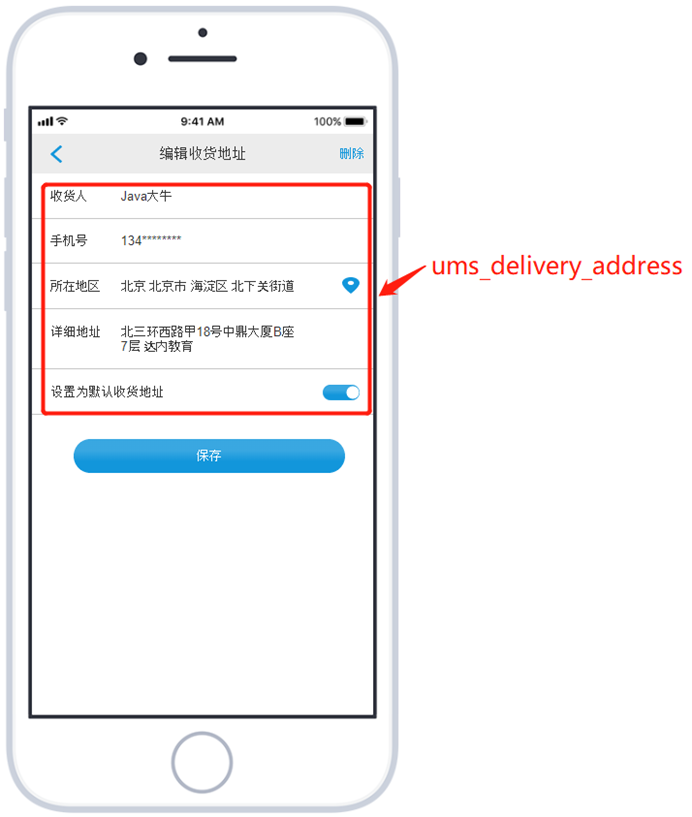 9:41 AM
100%
编辑收货地址
删除
收货人
Java大牛
手机号
134********
所在地区
北京 北京市 海淀区 北下关街道
详细地址
北三环西路甲18号中鼎大厦B座
7层 达内教育
设置为默认收货地址
保存
ums_delivery_address